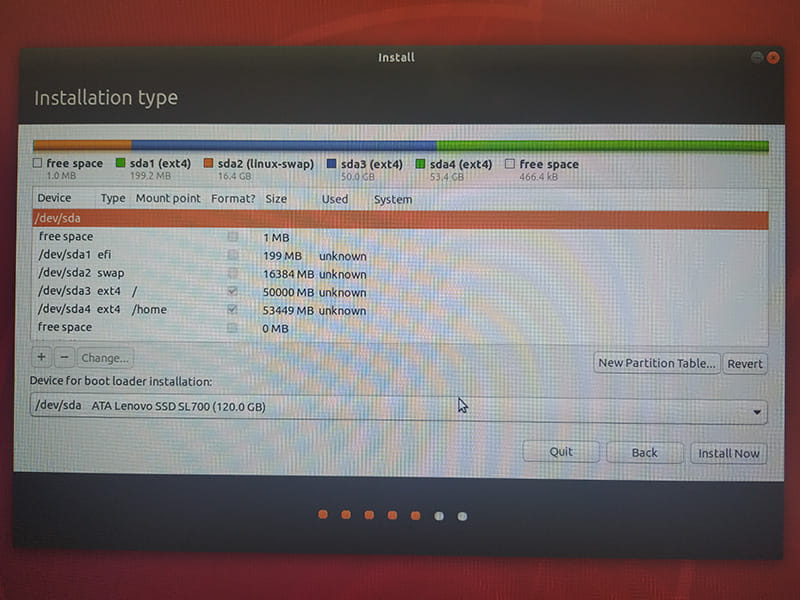 Install
Installation type
free space sda1 (ext4) sda2 (linux-swap) sda3 (ext4) sda4 (ext4) free space
1.0 MB 199.2 MB 16.4 GB 50.0 GB 53.4 GB 466.4 kB
Device Type Mount point Format? Size Used System
/dev/sda
free space 1 MB
/dev/sda1 efi 199 MB unknown
/dev/sda2 swap 16384 MB unknown
/dev/sda3 ext4 / 50000 MB unknown
/dev/sda4 ext4 /home 53449 MB unknown
free space 0 MB
+ − Change... New Partition Table... Revert
Device for boot loader installation:
/dev/sda ATA Lenovo SSD SL700 (120.0 GB)
Quit Back Install Now